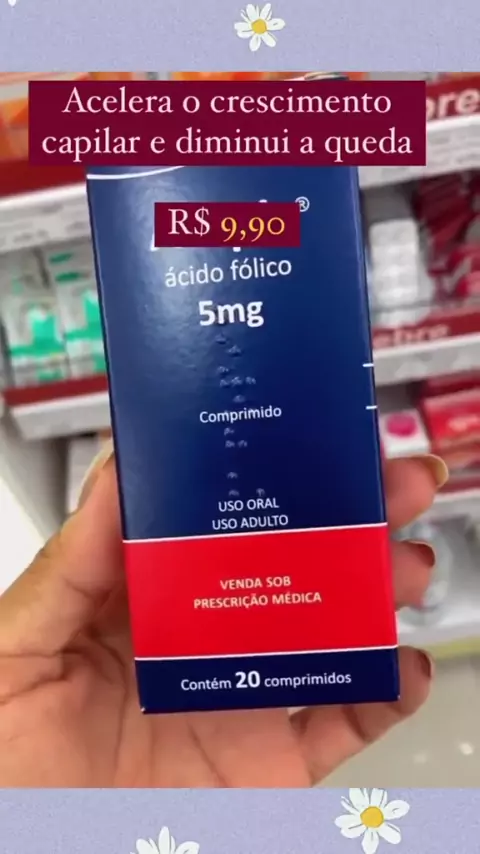 Acelera o crescimento
capilar e diminui a queda
R$ 9,90
ácido fólico
5mg
Comprimido
USO ORAL
USO ADULTO
VENDA SOB
PRESCRIÇÃO MÉDICA
Contém 20 comprimidos